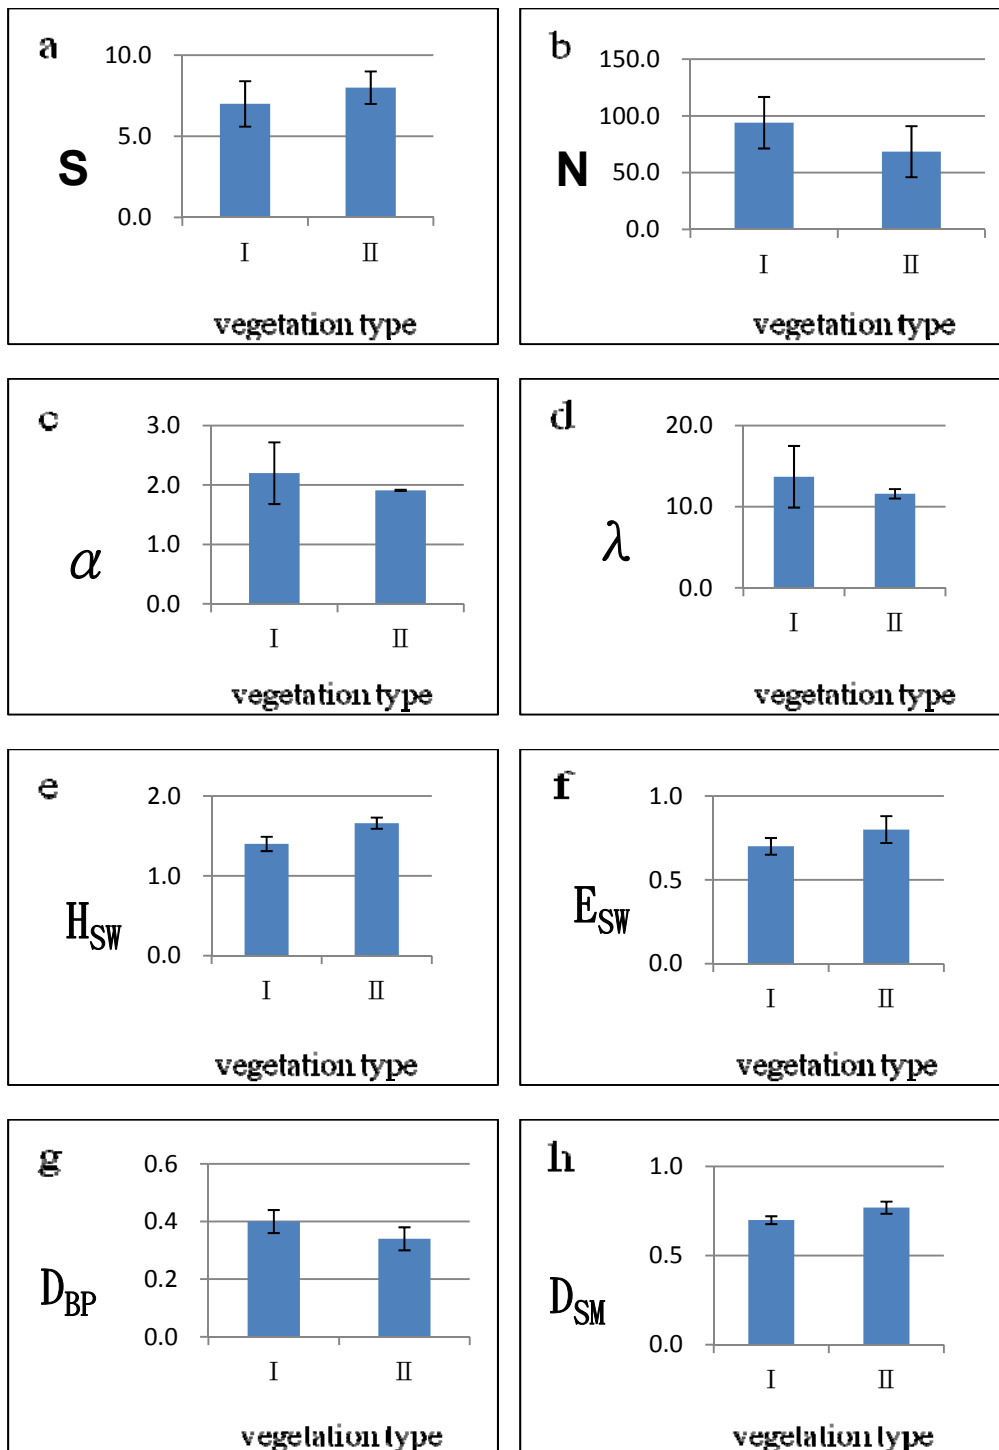 a
10.0
5.0
0.0
S
I
II
vegetation type
b
150.0
100.0
50.0
0.0
N
I
II
vegetation type
c
3.0
2.0
1.0
0.0
α
I
II
vegetation type
d
20.0
10.0
0.0
λ
I
II
vegetation type
e
2.0
1.0
0.0
H_SW
I
II
vegetation type
f
1.0
0.5
0.0
E_SW
I
II
vegetation type
g
0.6
0.4
0.2
0.0
D_BP
I
II
vegetation type
h
1.0
0.5
0.0
D_SM
I
II
vegetation type